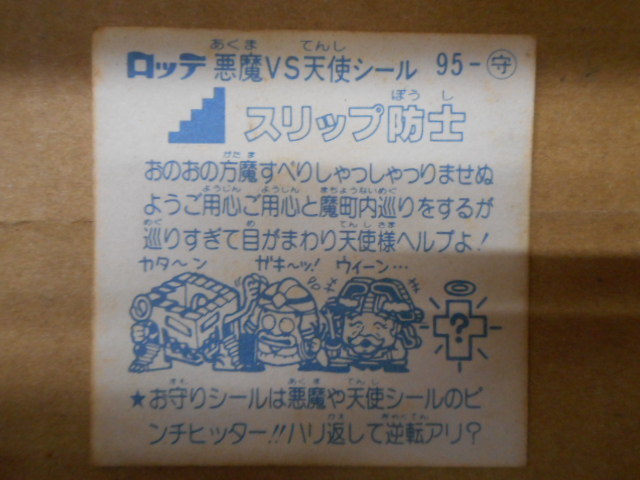 ロッテ 悪魔VS天使シール 95-守
スリップ防士
おのおの方魔すべりしゃっしゃつりませぬ
ようご用心ご用心と魔町内巡りをするが
巡りすぎて目がまわり天使様ヘルプよ!
カタ〜ン ガキ〜ッ! ウィーン…
?
★お守りシールは悪魔や天使シールのピ
ンチヒッター!!ハリ返して逆転アリ?